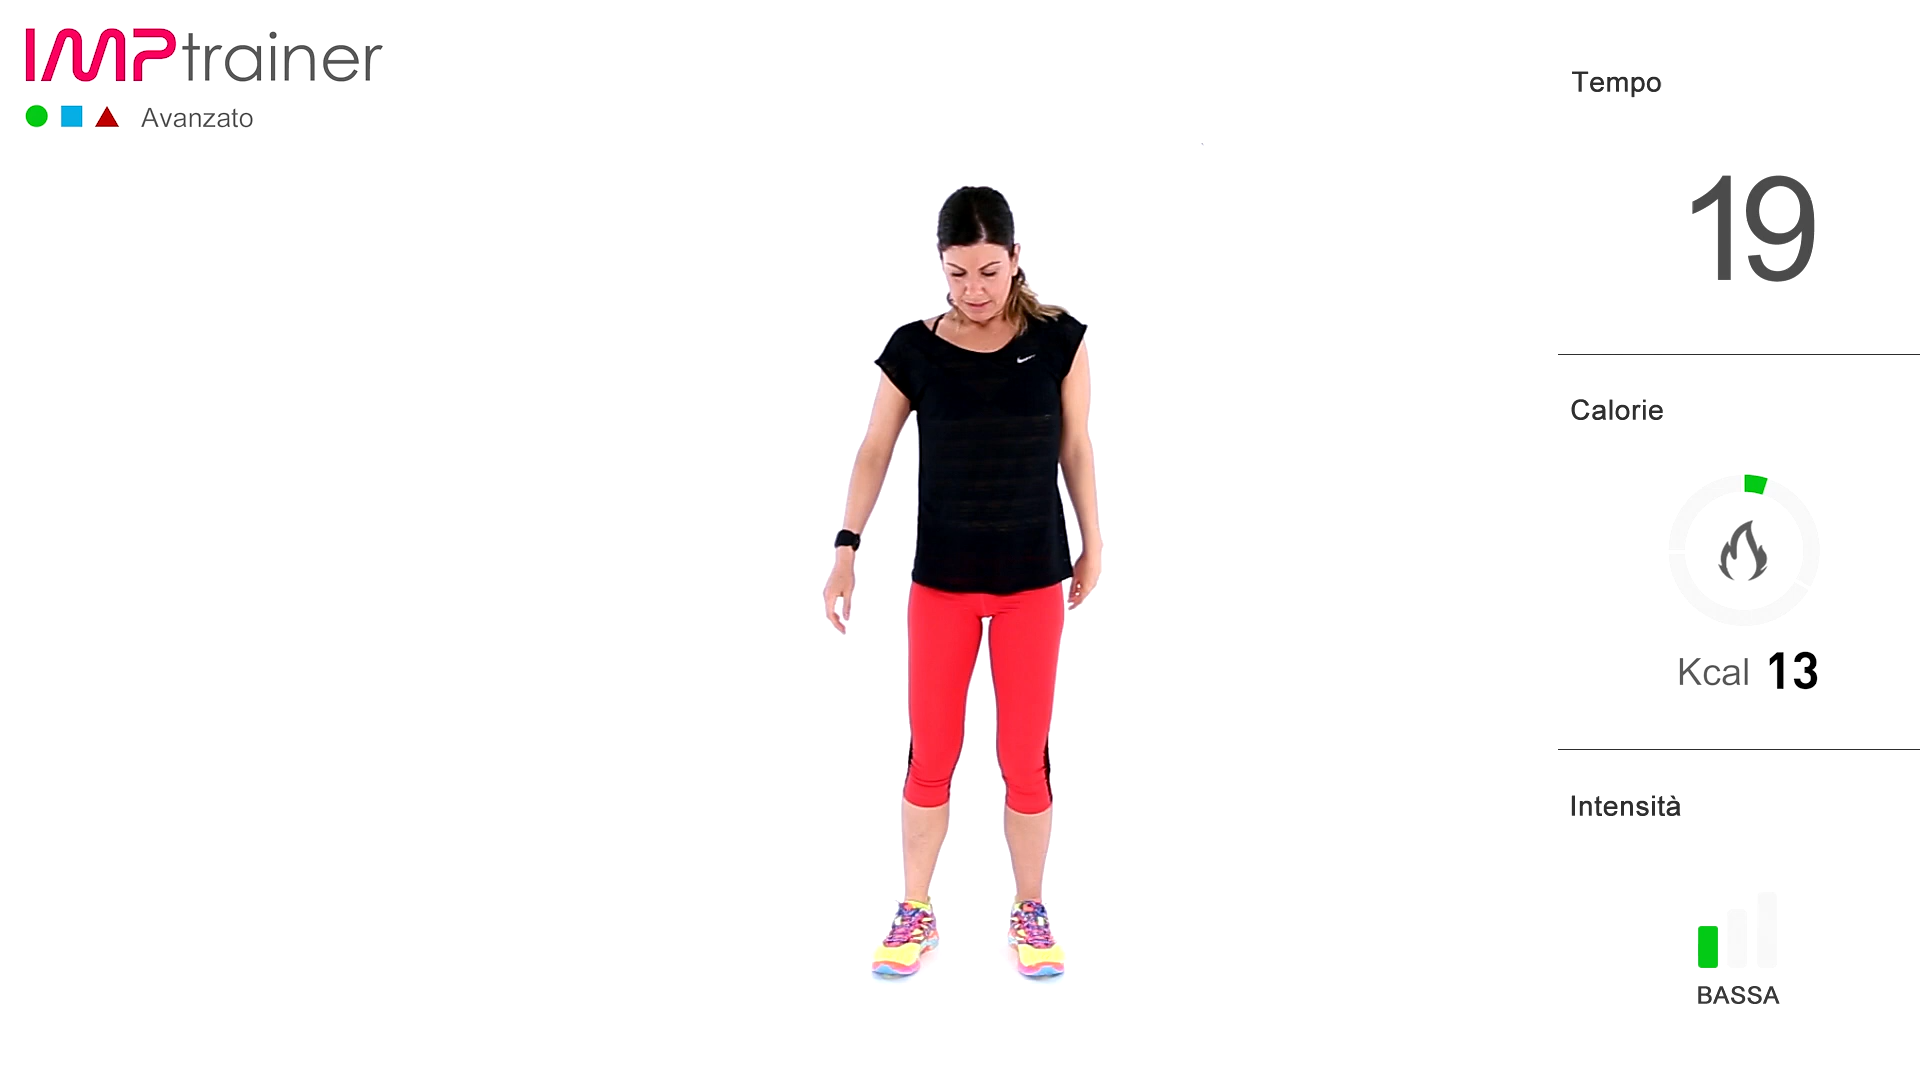 IMPtrainer
Avanzato
Tempo
19
Calorie
Kcal 13
Intensità
BASSA